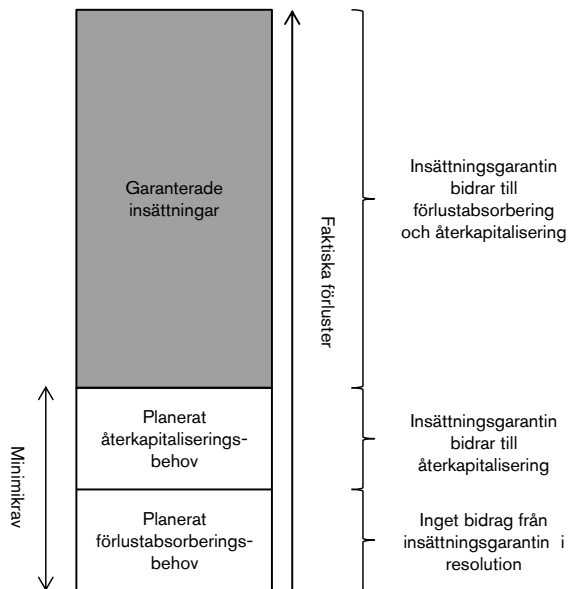 Garanterade
insättningar
Faktiska förluster
Insättningsgarantin
bidrar till
förlustabsorbering
och återkapitalisering
Minimikrav
Planerat
återkapitaliserings-
behov
Insättningsgarantin
bidrar till
återkapitalisering
Planerat
förlustabsorberings-
behov
Inget bidrag från
insättningsgarantin i
resolution